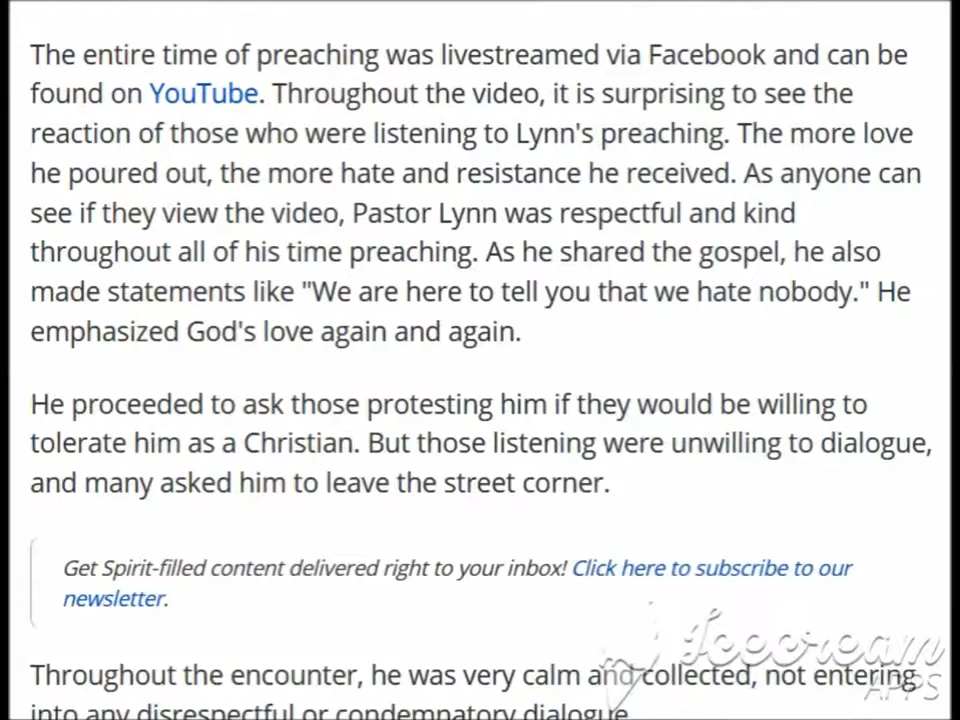 The entire time of preaching was livestreamed via Facebook and can be
found on YouTube. Throughout the video, it is surprising to see the
reaction of those who were listening to Lynn's preaching. The more love
he poured out, the more hate and resistance he received. As anyone can
see if they view the video, Pastor Lynn was respectful and kind
throughout all of his time preaching. As he shared the gospel, he also
made statements like "We are here to tell you that we hate nobody." He
emphasized God's love again and again.
He proceeded to ask those protesting him if they would be willing to
tolerate him as a Christian. But those listening were unwilling to dialogue,
and many asked him to leave the street corner.
Get Spirit-filled content delivered right to your inbox! Click here to subscribe to our
newsletter.
Throughout the encounter, he was very calm and collected, not entering
into any disrespectful or condemnatory dialogue
Icecream
APPS